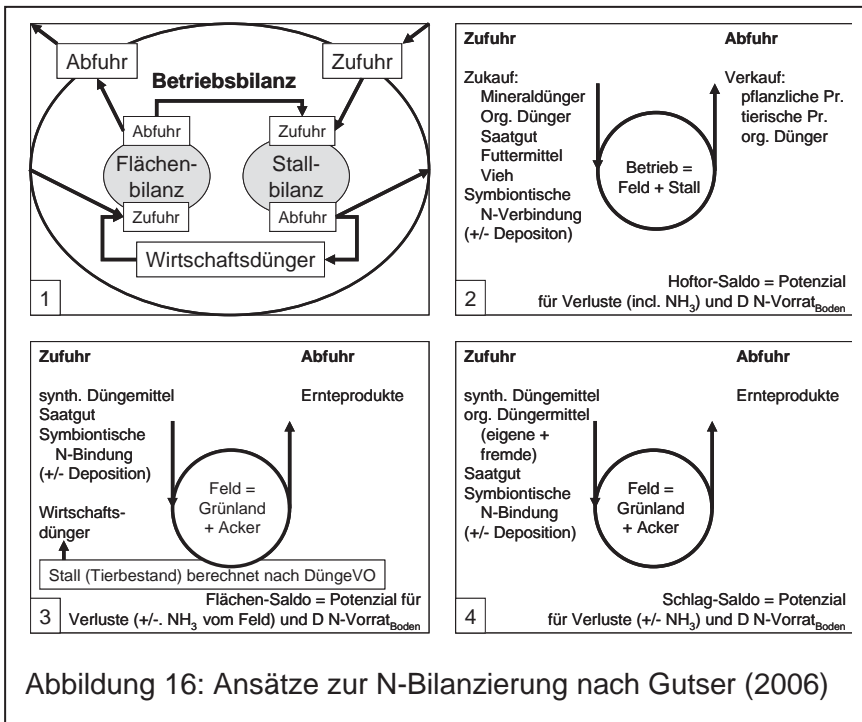 Abfuhr
Zufuhr
Betriebsbilanz
Abfuhr
Zufuhr
Flächen-
bilanz
Stall-
bilanz
Zufuhr
Abfuhr
Wirtschaftsdünger
1
Zufuhr
Abfuhr
Zukauf:
Mineraldünger
Org. Dünger
Saatgut
Futtermittel
Vieh
Symbiontische
N-Verbindung
(+/- Depositon)
Verkauf:
pflanzliche Pr.
tierische Pr.
org. Dünger
Betrieb =
Feld + Stall
2
Hoftor-Saldo = Potenzial
für Verluste (incl. NH3) und D N-VorratBoden
Zufuhr
Abfuhr
synth. Düngemittel
Saatgut
Symbiontische
N-Bindung
(+/- Deposition)
Wirtschafts-
dünger
Ernteprodukte
Feld =
Grünland
+ Acker
Stall (Tierbestand) berechnet nach DüngeVO
3
Flächen-Saldo = Potenzial für
Verluste (+/-. NH3 vom Feld) und D N-VorratBoden
Zufuhr
Abfuhr
synth. Düngemittel
org. Düngermittel
(eigene +
fremde)
Saatgut
Symbiontische
N-Bindung
(+/- Deposition)
Ernteprodukte
Feld =
Grünland
+ Acker
4
Schlag-Saldo = Potenzial
für Verluste (+/- NH3) und D N-VorratBoden
Abbildung 16: Ansätze zur N-Bilanzierung nach Gutser (2006)